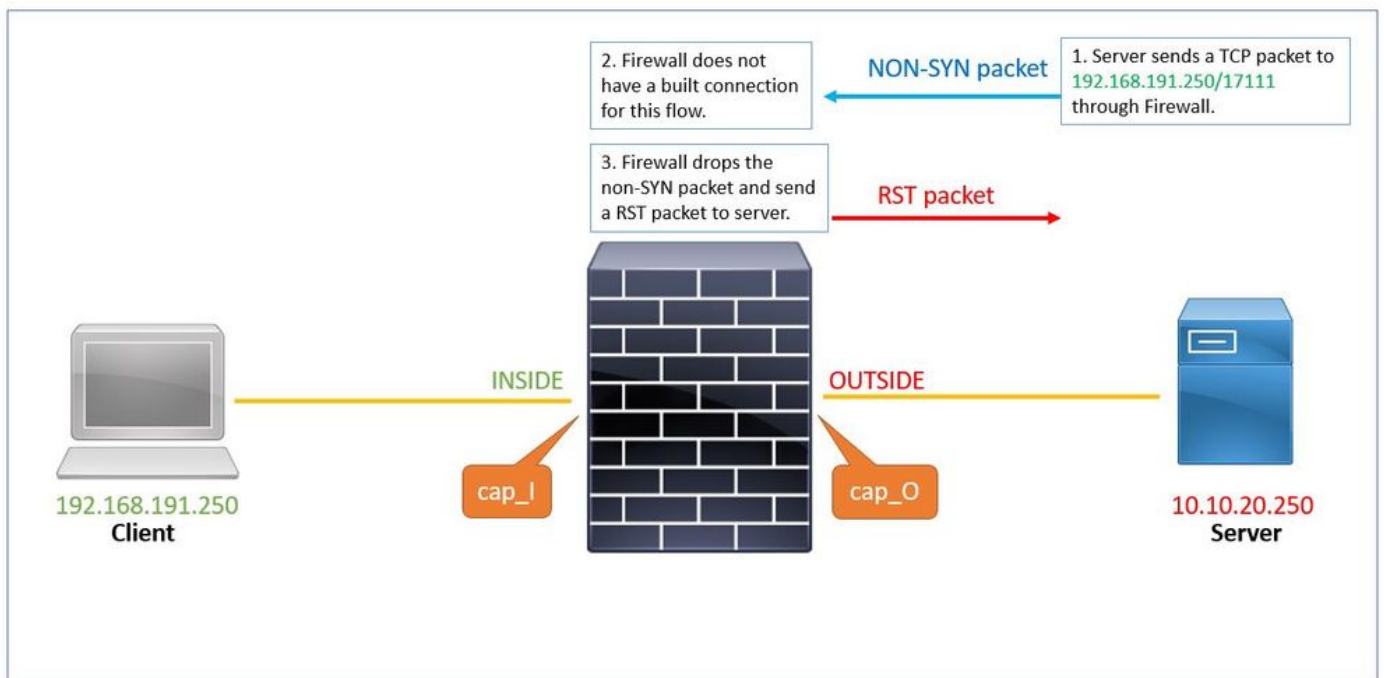 2. Firewall does not
have a built connection
for this flow.
NON-SYN packet
1. Server sends a TCP packet to
192.168.191.250/17111
through Firewall.
3. Firewall drops the
non-SYN packet and send
a RST packet to server.
RST packet
INSIDE
OUTSIDE
cap_I
cap_O
192.168.191.250
Client
10.10.20.250
Server